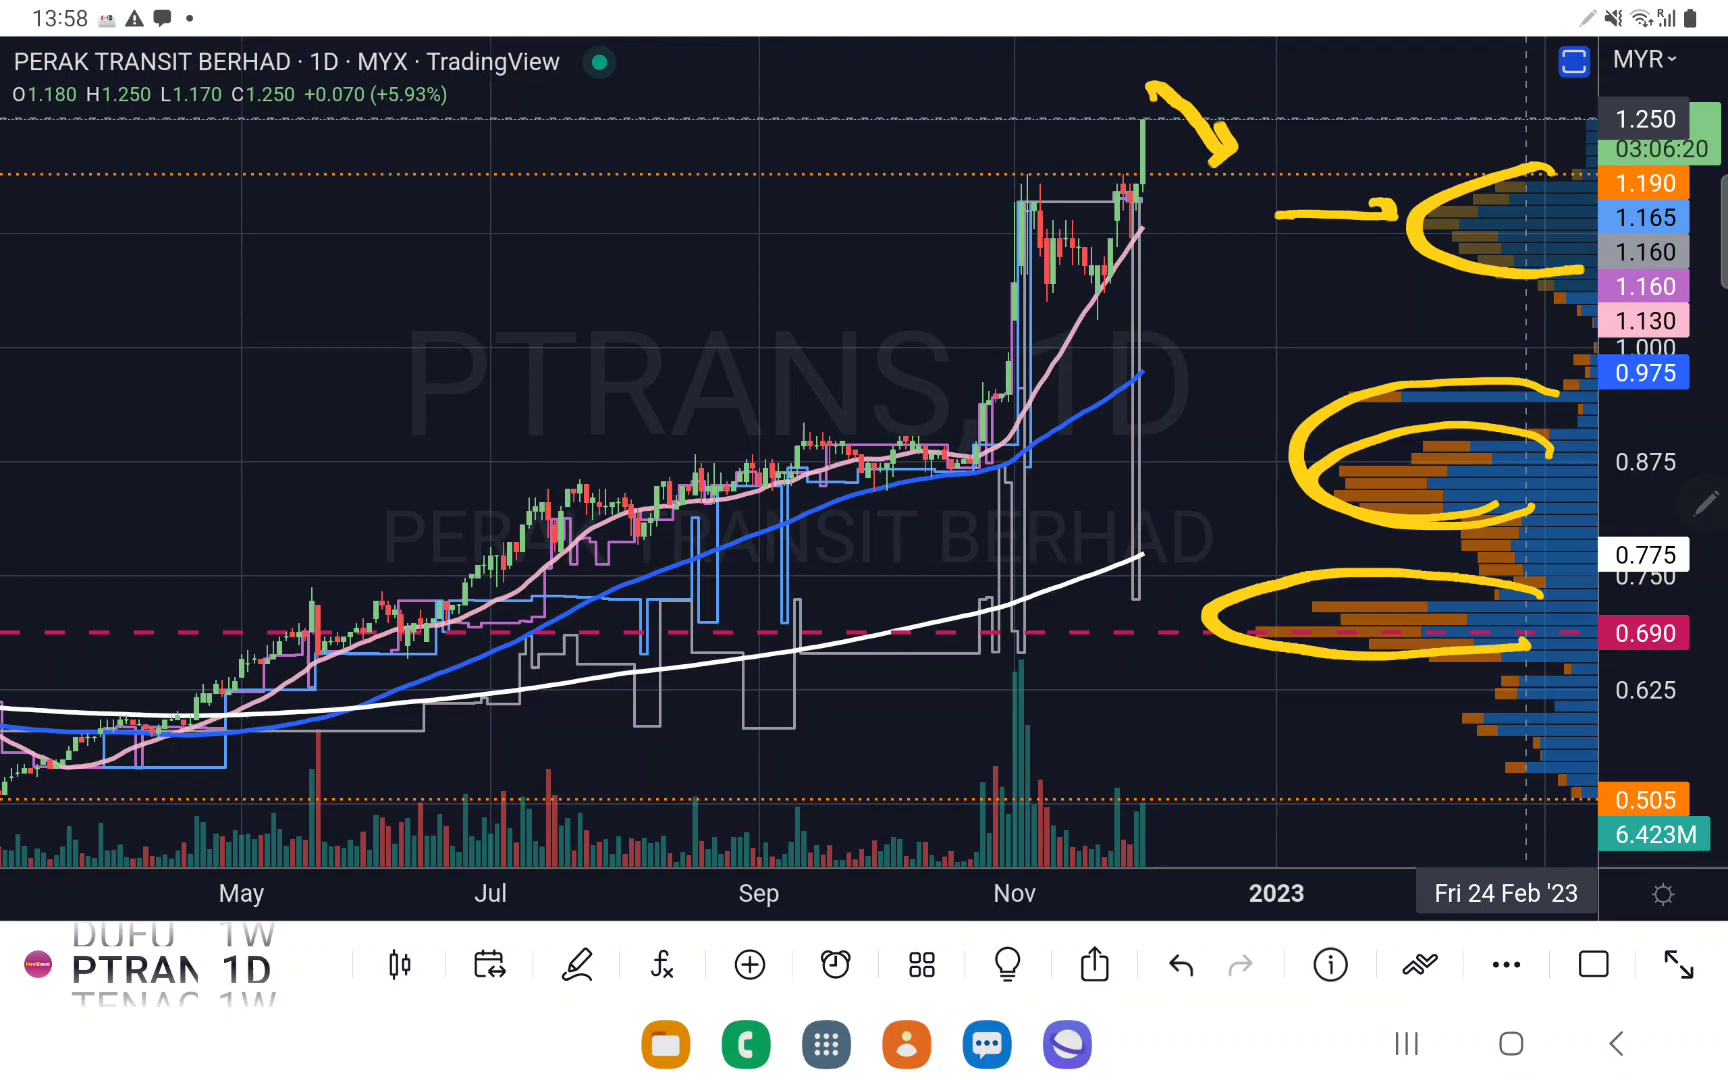 13:58
PERAK TRANSIT BERHAD · 1D · MYX · TradingView
O1.180 H1.250 L1.170 C1.250 +0.070 (+5.93%)
MYR
1.250
03:06:20
1.190
1.165
1.160
1.160
1.130
1.000
0.975
0.875
0.775
0.750
0.690
0.625
0.505
6.423M
PTRANS, 1D
PERAK TRANSIT BERHAD
May Jul Sep Nov 2023 Fri 24 Feb '23
DUFU 1W
PTRAN 1D
TENAG 1W